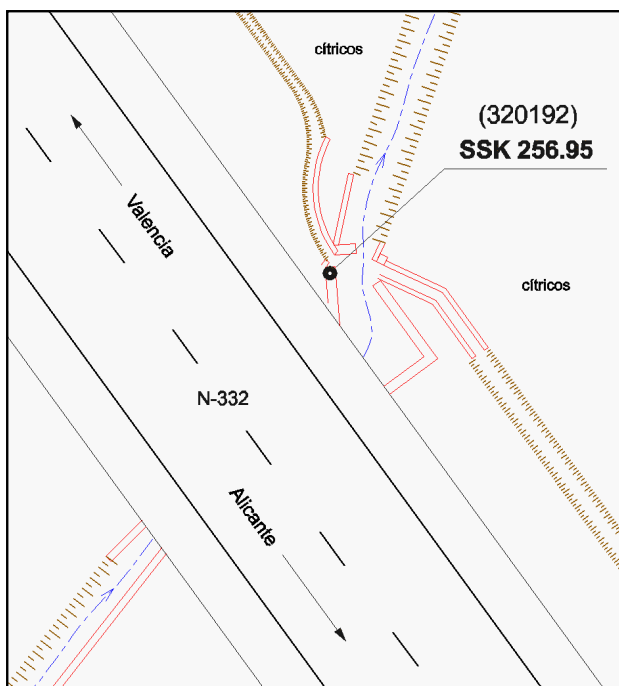 cítricos
(320192)
SSK 256.95
Valencia
cítricos
N-332
Alicante